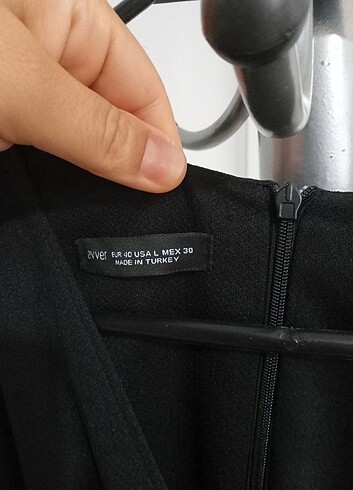 evver EUR 40 USA L MEX 30
MADE IN TURKEY